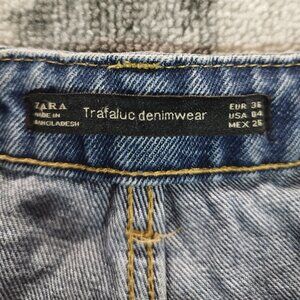 ZARA
MADE IN
BANGLADESH
Trafaluc denimwear
EUR 36
USA 04
MEX 26